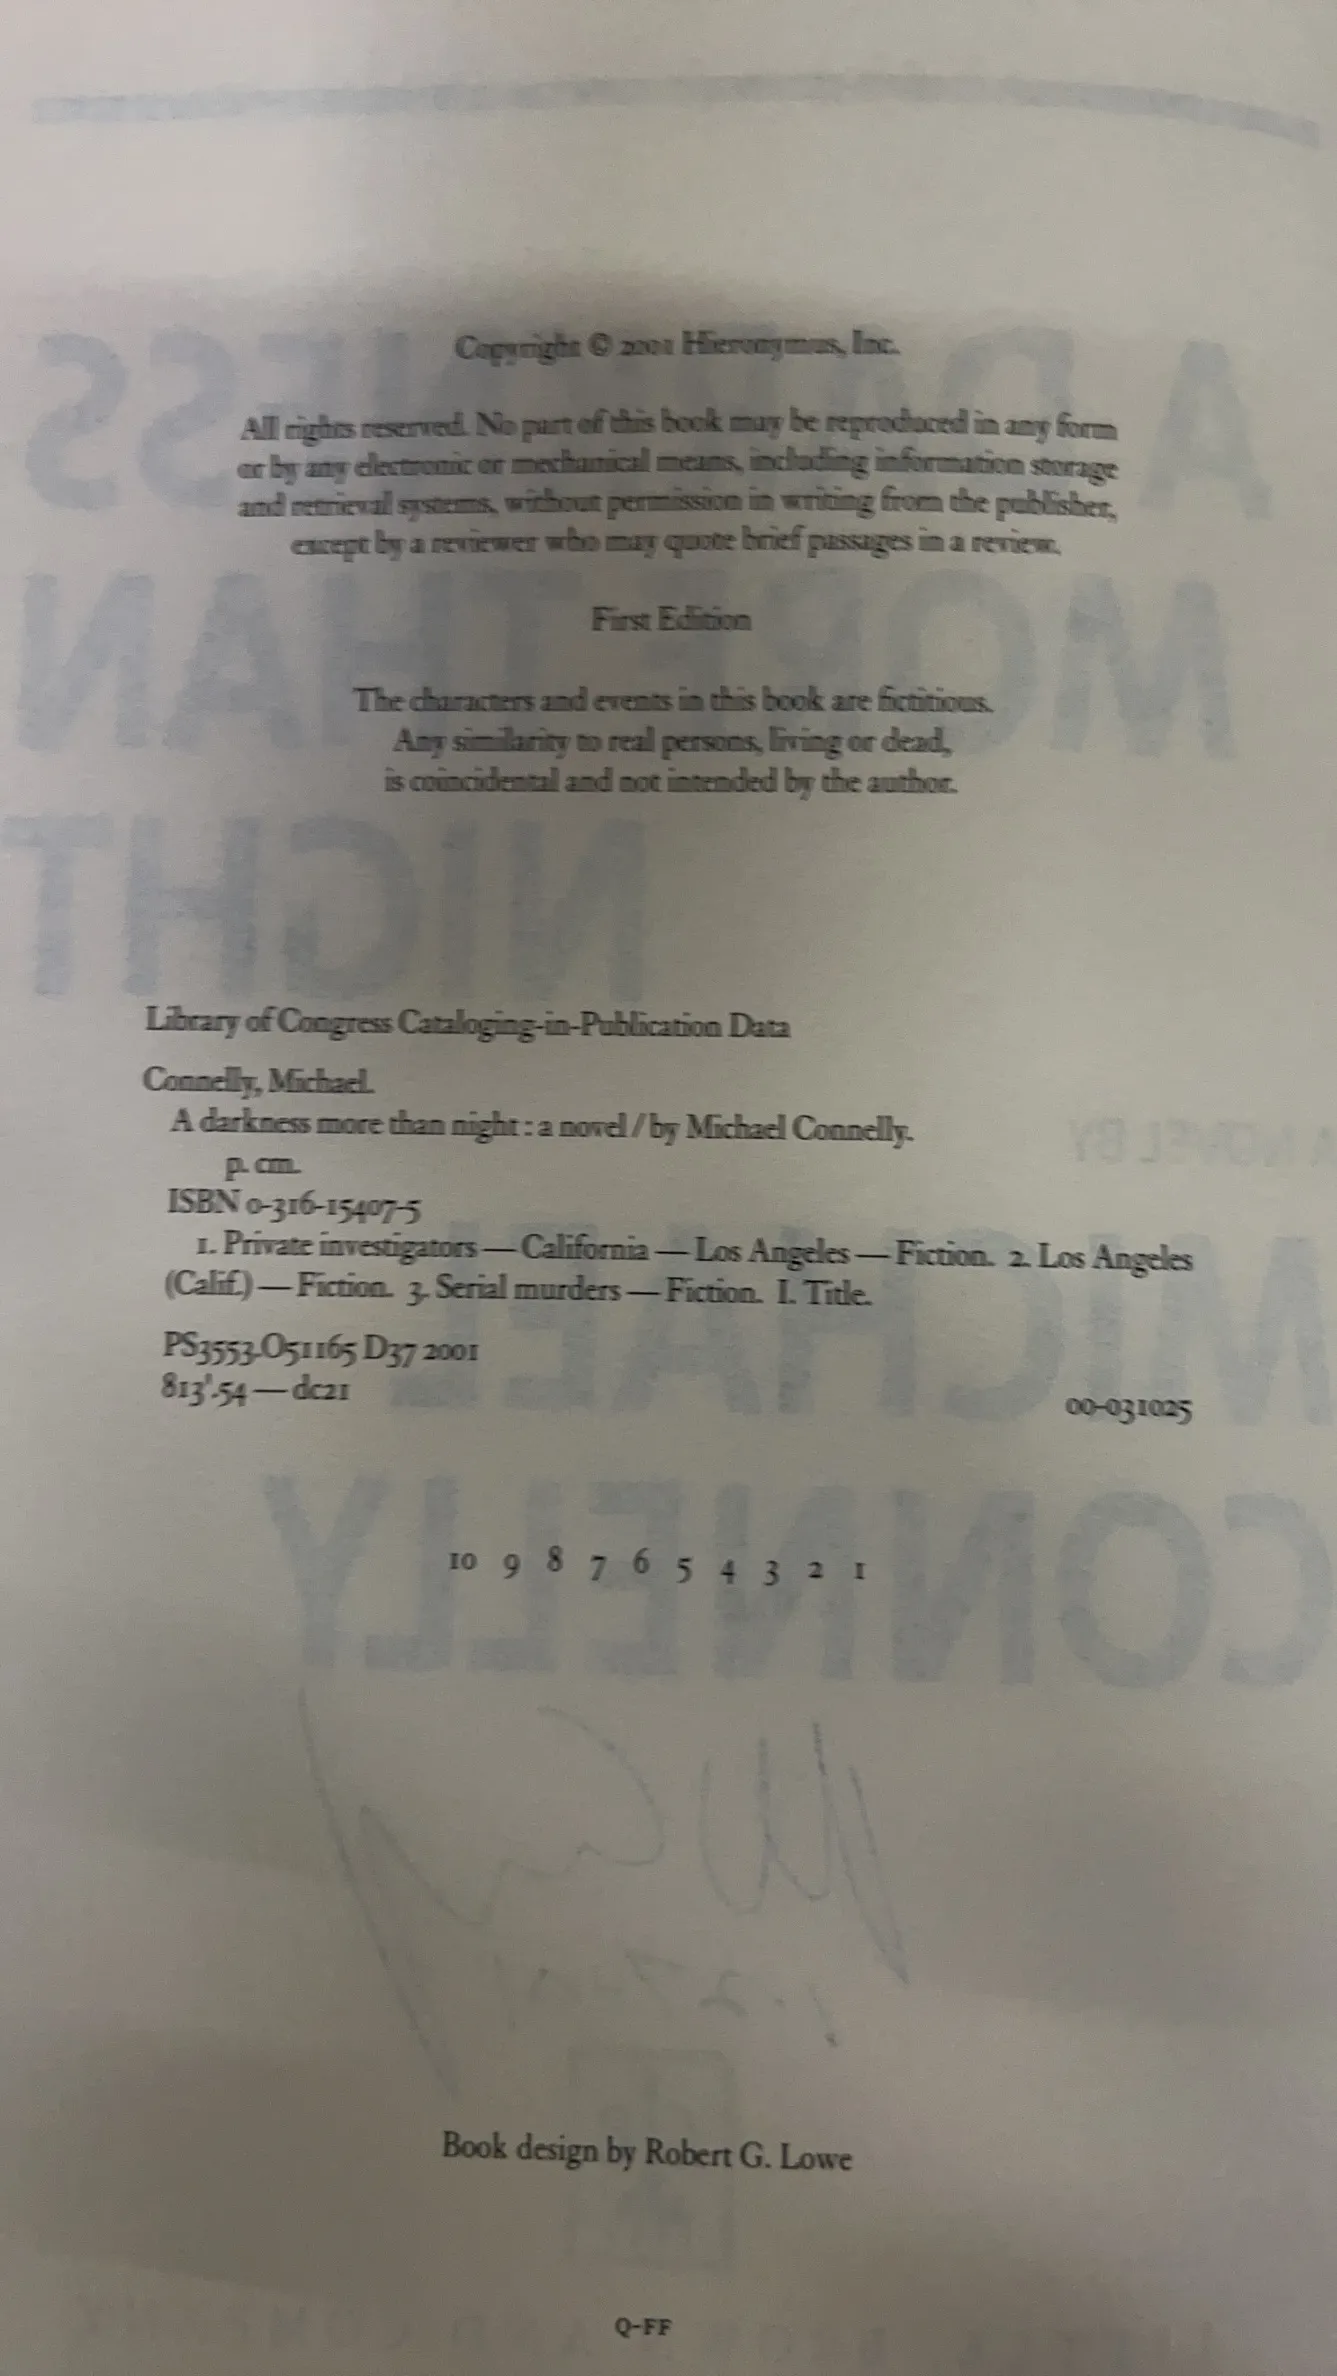 Copyright © 2001 Hieronymus, Inc.
All rights reserved. No part of this book may be reproduced in any form
or by any electronic or mechanical means, including information storage
and retrieval systems, without permission in writing from the publisher,
except by a reviewer who may quote brief passages in a review.
First Edition
The characters and events in this book are fictitious.
Any similarity to real persons, living or dead,
is coincidental and not intended by the author.
Library of Congress Cataloging-in-Publication Data
Connelly, Michael.
A darkness more than night : a novel / by Michael Connelly.
p. cm.
ISBN 0-316-15407-5
1. Private investigators — California — Los Angeles — Fiction. 2. Los Angeles
(Calif.) — Fiction. 3. Serial murders — Fiction. I. Title.
PS3553.O51165 D37 2001
813'.54 — dc21
00-031025
10 9 8 7 6 5 4 3 2 1
Book design by Robert G. Lowe
Q-FF